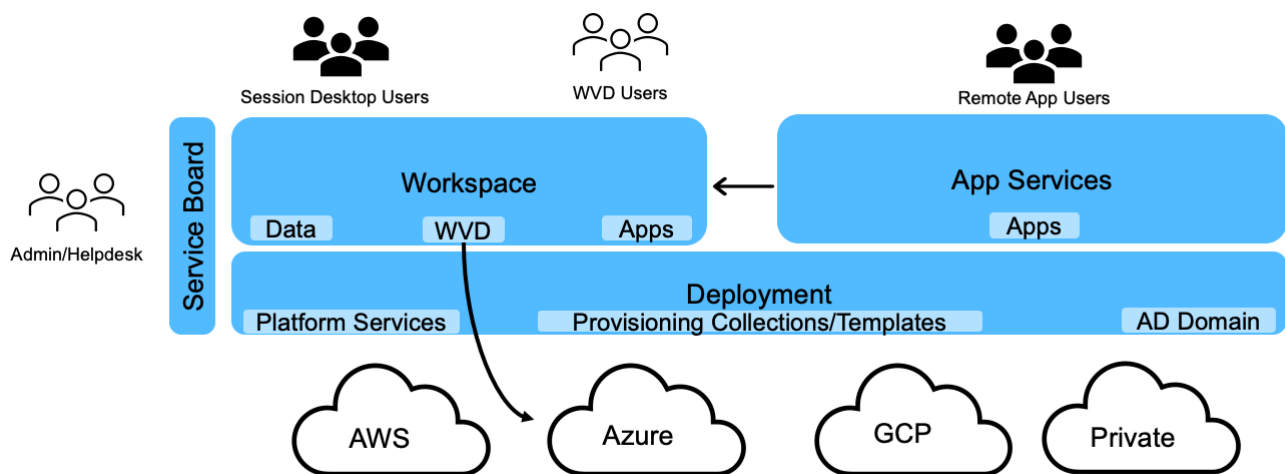 Session Desktop Users
WVD Users
Remote App Users
Admin/Helpdesk
Service Board
Workspace
Data
WVD
Apps
App Services
Apps
Deployment
Platform Services
Provisioning Collections/Templates
AD Domain
AWS
Azure
GCP
Private